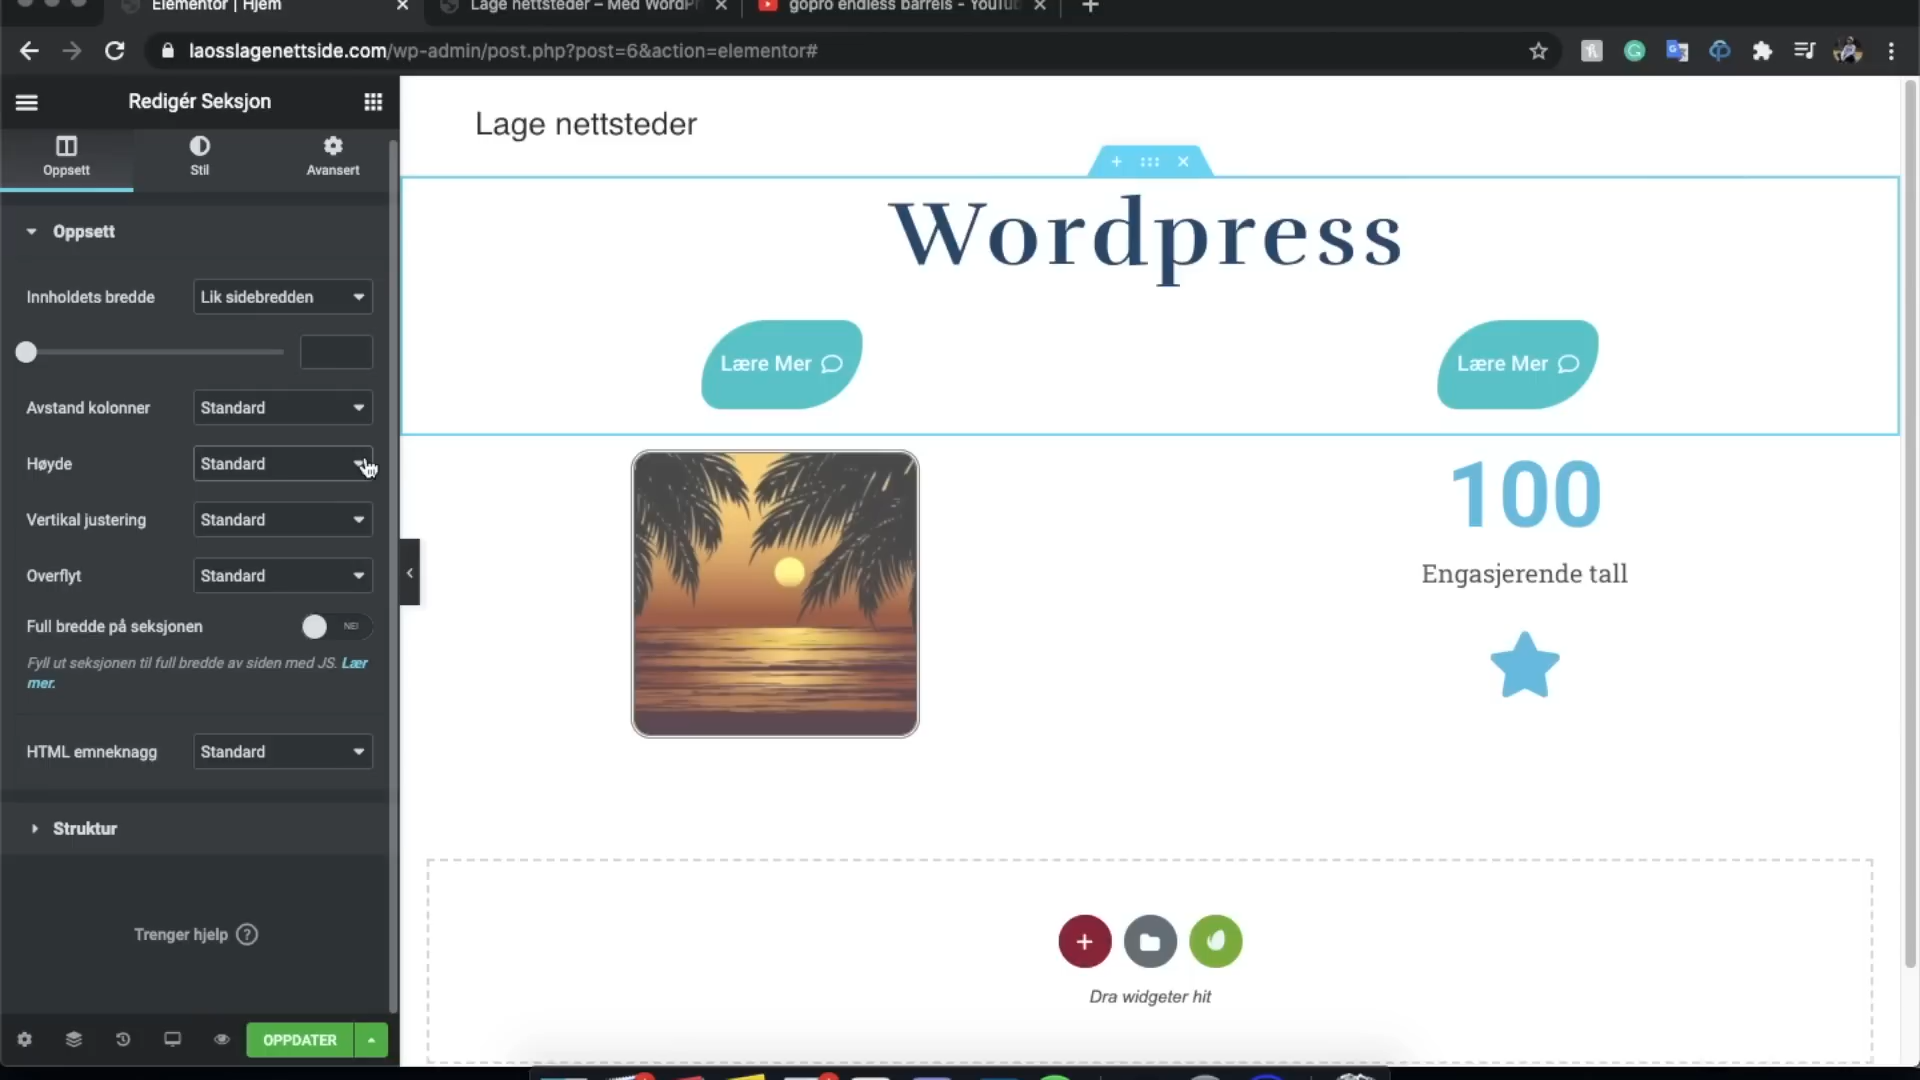 Elementor | Hjem
Lage nettsteder – Med WordPr
gopro endless barrels - YouTu
laosslagenettside.com/wp-admin/post.php?post=6&action=elementor#
Redigér Seksjon
Oppsett
Stil
Avansert
Oppsett
Innholdets bredde
Lik sidebredden
Avstand kolonner
Standard
Høyde
Standard
Vertikal justering
Standard
Overflyt
Standard
Full bredde på seksjonen
NEI
Fyll ut seksjonen til full bredde av siden med JS. Lær
mer.
HTML emneknagg
Standard
Struktur
Trenger hjelp
OPPDATER
Lage nettsteder
Wordpress
Lære Mer
Lære Mer
100
Engasjerende tall
Dra widgeter hit